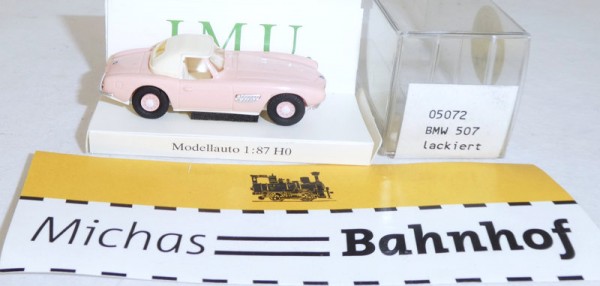 IMU
Modellauto 1:87 H0
05072
BMW 507
lackiert
Michas Bahnhof